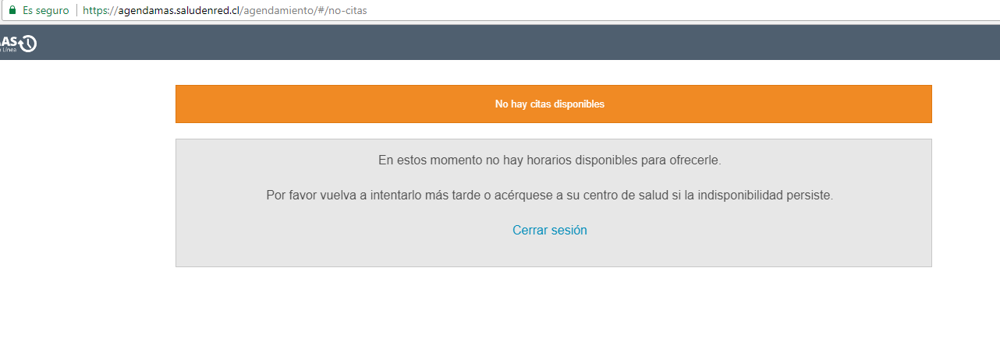 Es seguro | https://agendamas.saludenred.cl/agendamiento/#/no-citas
AS
Línea
No hay citas disponibles
En estos momento no hay horarios disponibles para ofrecerle.
Por favor vuelva a intentarlo más tarde o acérquese a su centro de salud si la indisponibilidad persiste.
Cerrar sesión